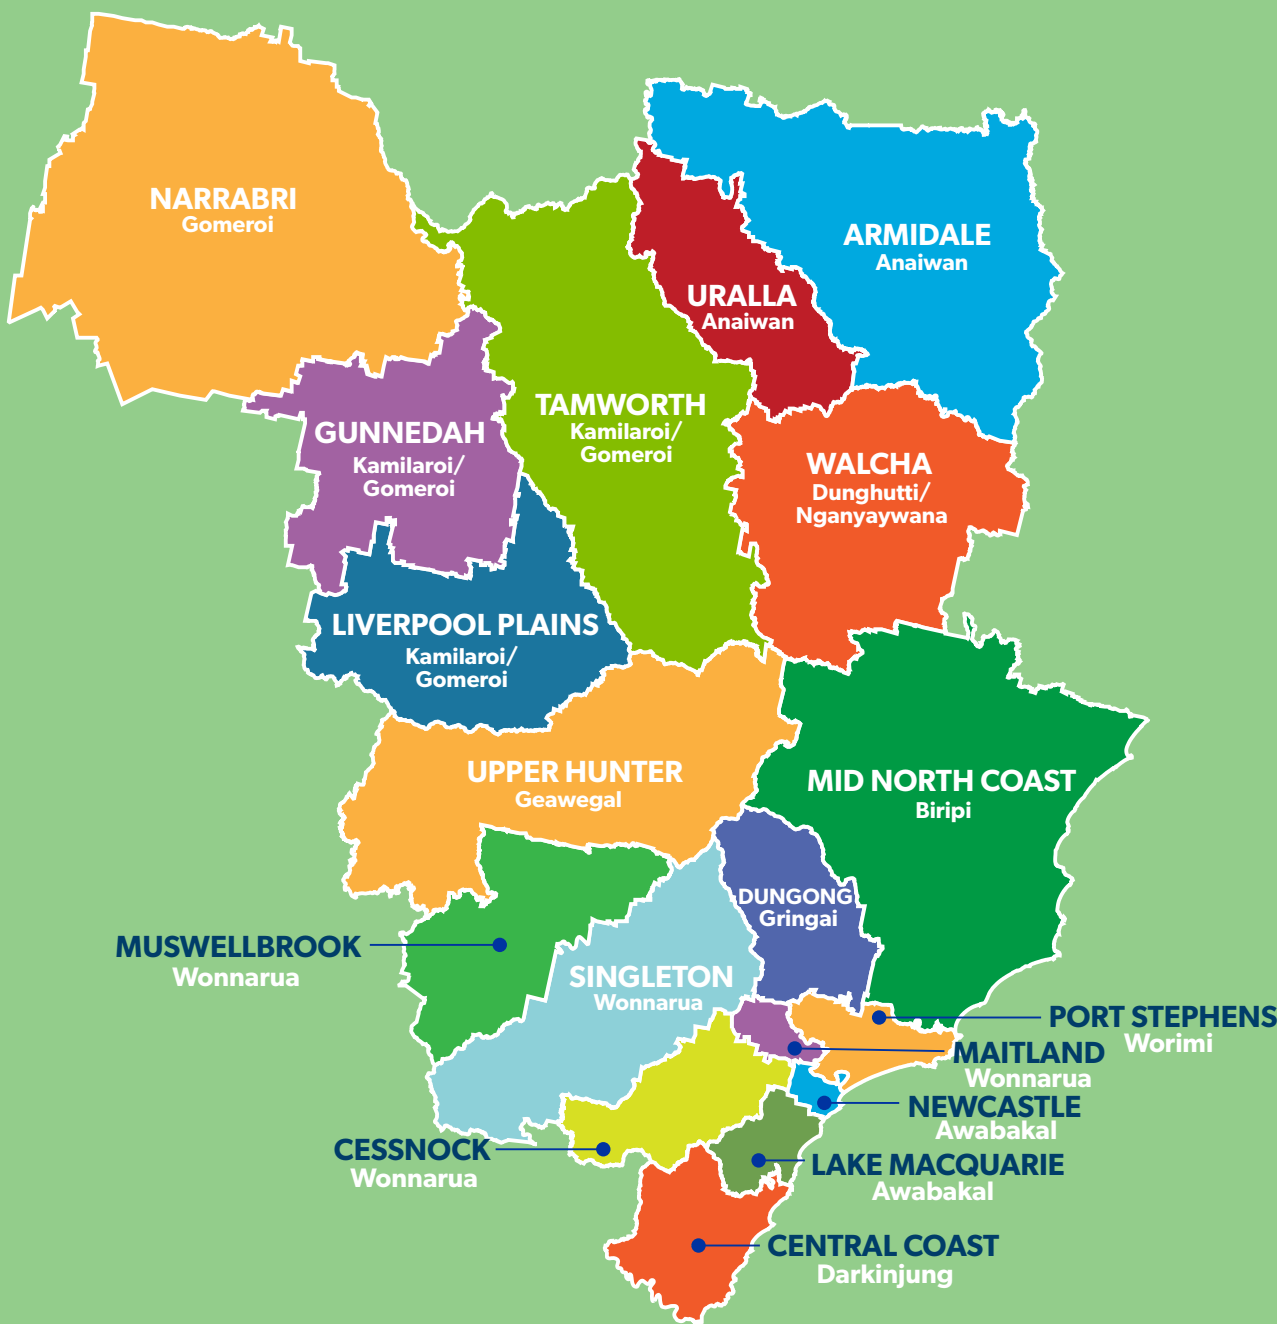 NARRABRI
Gomeroi
ARMIDALE
Anaiwan
URALLA
Anaiwan
TAMWORTH
Kamilaroi/
Gomeroi
GUNNEDAH
Kamilaroi/
Gomeroi
WALCHA
Dunghutti/
Nganyaywana
LIVERPOOL PLAINS
Kamilaroi/
Gomeroi
UPPER HUNTER
Geawegal
MID NORTH COAST
Biripi
DUNGONG
Gringai
MUSWELLBROOK
Wonnarua
SINGLETON
Wonnarua
PORT STEPHENS
Worimi
MAITLAND
Wonnarua
NEWCASTLE
Awabakal
CESSNOCK
Wonnarua
LAKE MACQUARIE
Awabakal
CENTRAL COAST
Darkinjung